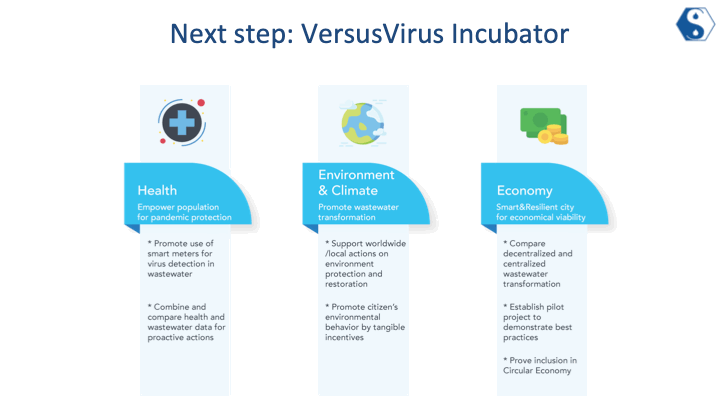 Next step: VersusVirus Incubator
Health
Empower population
for pandemic protection
* Promote use of
smart meters for
virus detection in
wastewater
* Combine and
compare health and
wastewater data for
proactive actions
Environment
& Climate
Promote wastewater
transformation
* Support worldwide
/local actions on
environment
protection and
restoration
* Promote citizen's
environmental
behavior by tangible
incentives
Economy
Smart&Resilient city
for economical viability
* Compare
decentralized and
centralized
wastewater
transformation
* Establish pilot
project to
demonstrate best
practices
* Prove inclusion in
Circular Economy